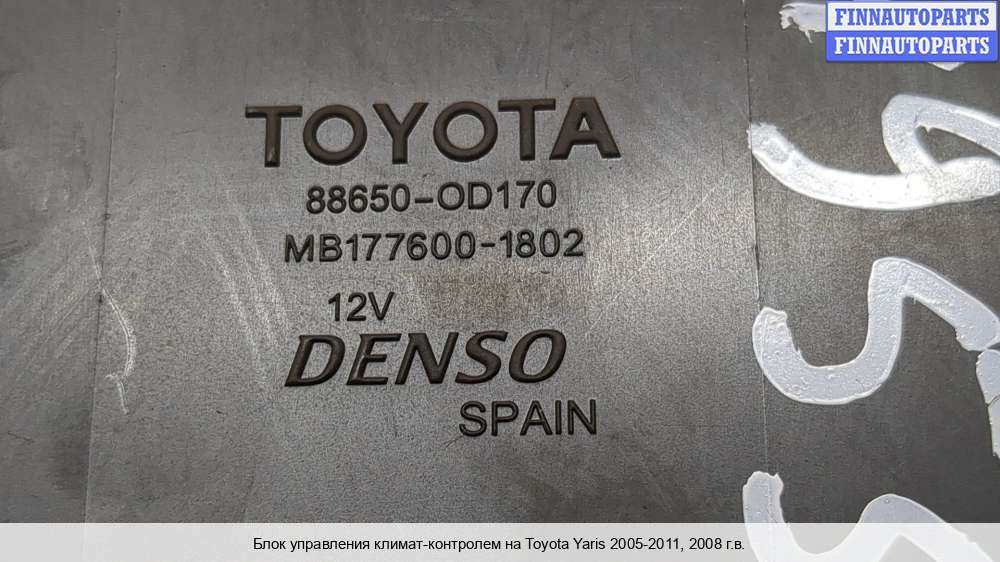 FINNAUTOPARTS
FINNAUTOPARTS
TOYOTA
88650-0D170
MB177600-1802
12V
DENSO
SPAIN
Блок управления климат-контролем на Toyota Yaris 2005-2011, 2008 г.в.